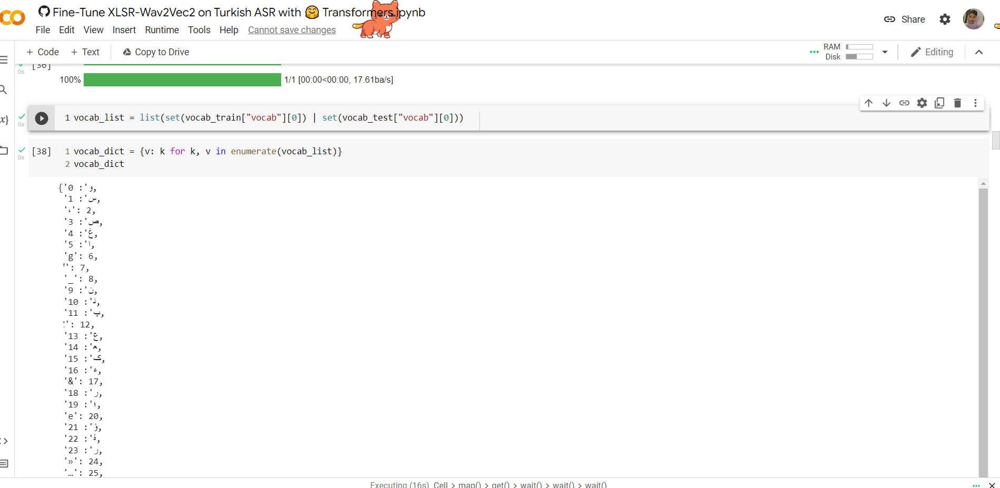 Fine-Tune XLSR-Wav2Vec2 on Turkish ASR with 🤗 Transformers.ipynb
File Edit View Insert Runtime Tools Help Cannot save changes
Share
+ Code + Text Copy to Drive
RAM
Disk
Editing
[36]
0s
100% 1/1 [00:00<00:00, 17.61ba/s]
0s
1 vocab_list = list(set(vocab_train["vocab"][0]) | set(vocab_test["vocab"][0]))
[38]
0s
1 vocab_dict = {v: k for k, v in enumerate(vocab_list)}
2 vocab_dict
{'و': 0,
'س': 1,
'،': 2,
'ص': 3,
'غ': 4,
'ا': 5,
'g': 6,
': 7,
'_': 8,
'ن': 9,
'ذ': 10,
'پ': 11,
': 12,
'ع': 13,
'ﻌ': 14,
'ک': 15,
'ء': 16,
'&': 17,
'ر': 18,
'؛': 19,
'e': 20,
'ؤ': 21,
'ۀ': 22,
'ر': 23,
'»': 24,
'…': 25,
Executing (16s) Cell > map() > get() > wait() > wait() > wait()